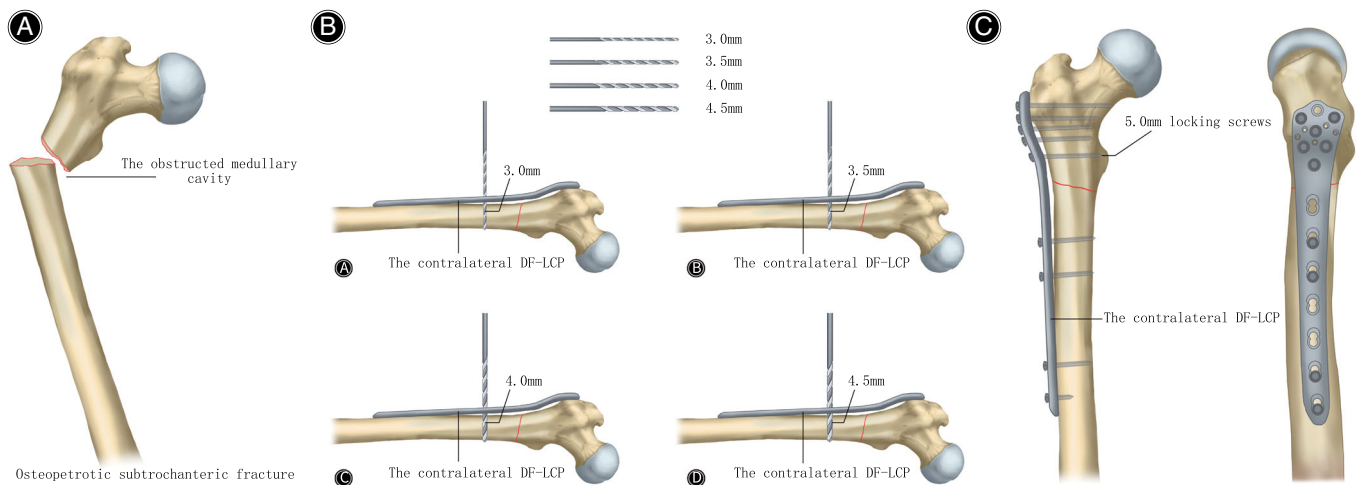 A
The obstructed medullary
cavity
Osteopetrotic subtrochanteric fracture
B
3.0mm
3.5mm
4.0mm
4.5mm
3.0mm
The contralateral DF-LCP
A
3.5mm
The contralateral DF-LCP
B
4.0mm
The contralateral DF-LCP
C
4.5mm
The contralateral DF-LCP
D
C
5.0mm locking screws
The contralateral DF-LCP